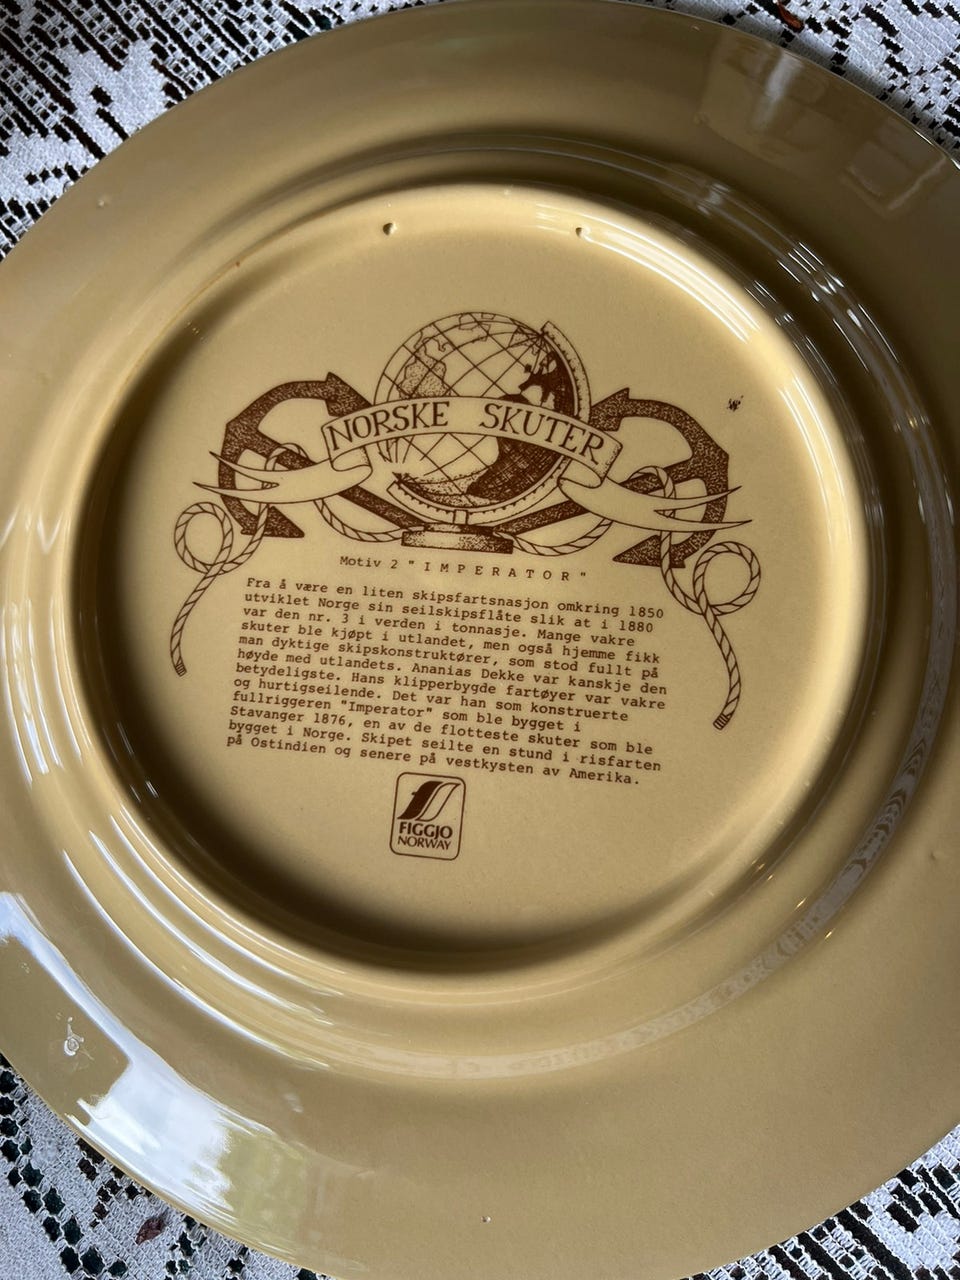 NORSKE SKUTER
Motiv 2 "IMPERATOR"
Fra å være en liten skipsfartsnasjon omkring 1850
utviklet Norge sin seilskipsflåte slik at i 1880
var den nr. 3 i verden i tonnasje. Mange vakre
skuter ble kjøpt i utlandet, men også hjemme fikk
man dyktige skipskonstruktører, som stod fullt på
høyde med utlandets. Ananias Dekke var kanskje den
betydeligste. Hans klipperbygde fartøyer var vakre
og hurtigseilende. Det var han som konstruerte
fullriggeren "Imperator" som ble bygget i
Stavanger 1876, en av de flotteste skuter som ble
bygget i Norge. Skipet seilte en stund i risfarten
på Ostindien og senere på vestkysten av Amerika.
FIGGJO
NORWAY